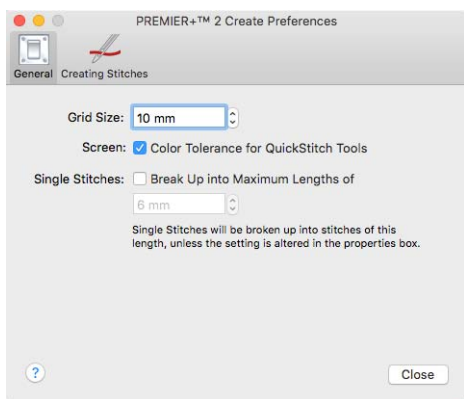 PREMIER+™ 2 Create Preferences
General Creating Stitches
Grid Size: 10 mm
Screen: Color Tolerance for QuickStitch Tools
Single Stitches: Break Up into Maximum Lengths of
6 mm
Single Stitches will be broken up into stitches of this
length, unless the setting is altered in the properties box.
? Close